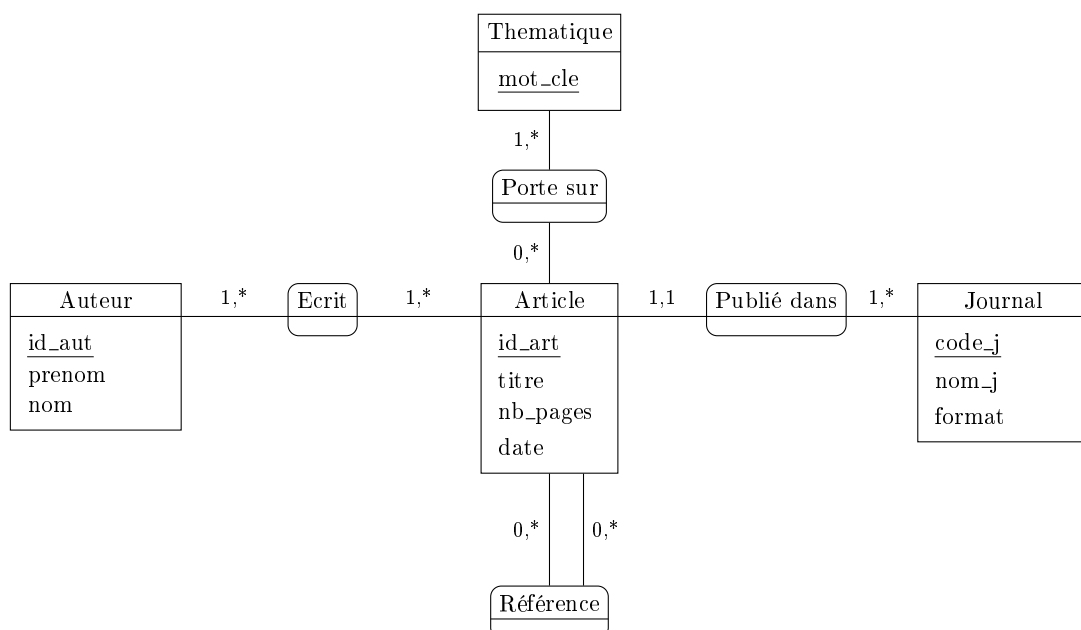 Thematique
mot_cle
1,*
Porte sur
0,*
Auteur 1,* Ecrit 1,* Article 1,1 Publié dans 1,* Journal
id_aut id_art code_j
prenom titre nom_j
nom nb_pages format
date
0,* 0,*
Référence